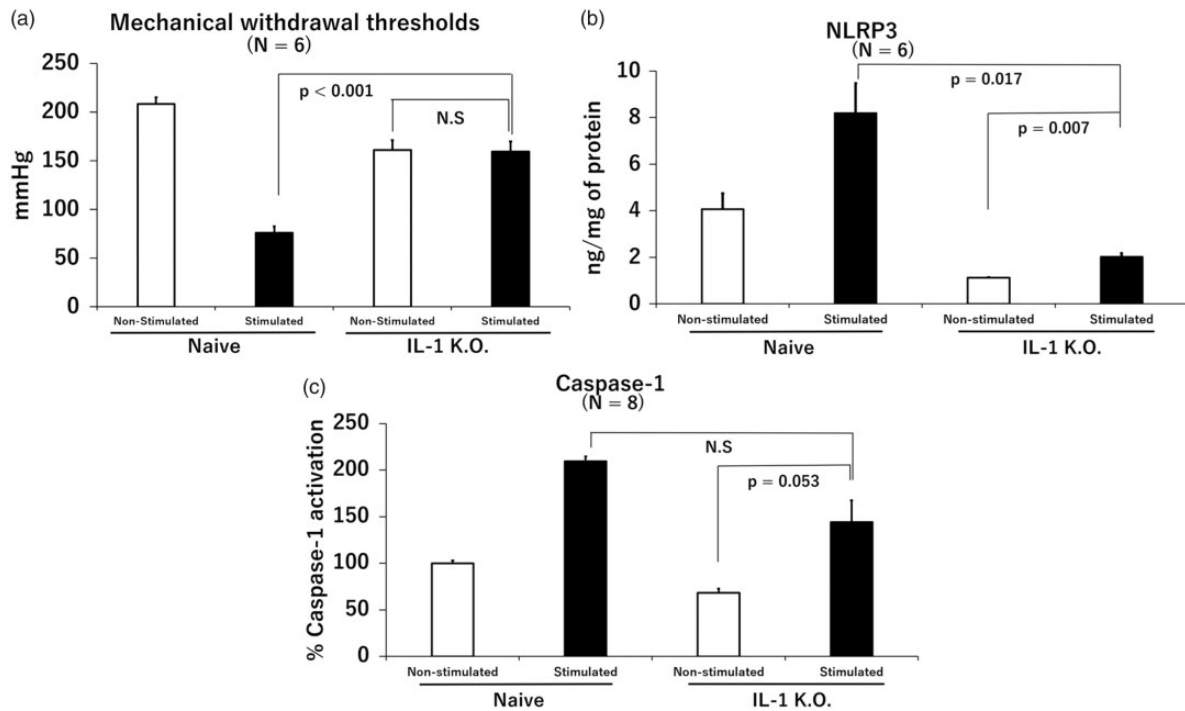 (a)
Mechanical withdrawal thresholds
(N = 6)
250
200
150
100
50
0
mmHg
p < 0.001
N.S
Non-Stimulated
Stimulated
Non-Stimulated
Stimulated
Naive
IL-1 K.O.
(b)
NLRP3
(N = 6)
10
8
6
4
2
0
ng/mg of protein
p = 0.017
p = 0.007
Non-stimulated
Stimulated
Non-stimulated
Stimulated
Naive
IL-1 K.O.
(c)
Caspase-1
(N = 8)
250
200
150
100
50
0
% Caspase-1 activation
N.S
p = 0.053
Non-stimulated
Stimulated
Non-stimulated
Stimulated
Naive
IL-1 K.O.